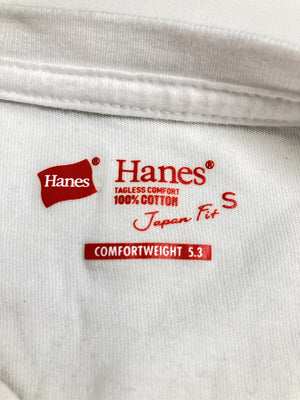 Hanes®
Hanes®
TAGLESS COMFORT
100% COTTON
Japan Fit S
COMFORTWEIGHT 5.3